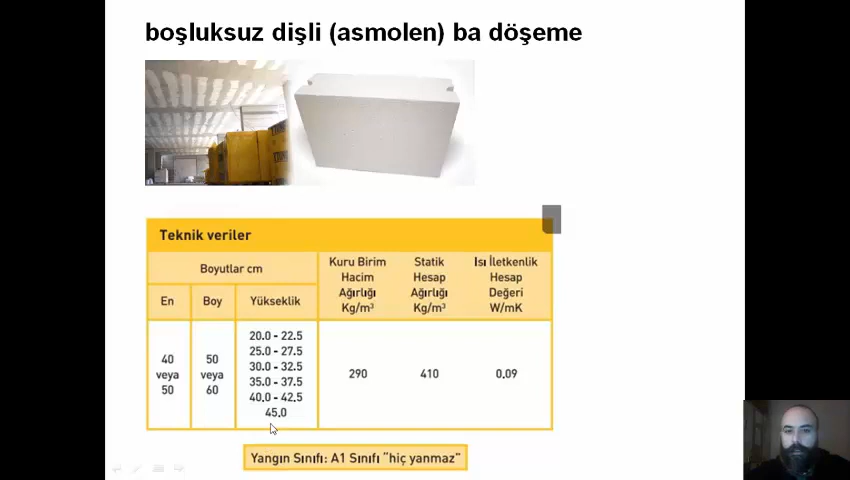 boşluksuz dişli (asmolen) ba döşeme
Teknik veriler
Boyutlar cm
En
Boy
Yükseklik
Kuru Birim
Hacim
Ağırlığı
Kg/m³
Statik
Hesap
Ağırlığı
Kg/m³
Isı İletkenlik
Hesap
Değeri
W/mK
40
veya
50
50
veya
60
20.0 - 22.5
25.0 - 27.5
30.0 - 32.5
35.0 - 37.5
40.0 - 42.5
45.0
290
410
0.09
Yangın Sınıfı: A1 Sınıfı "hiç yanmaz"